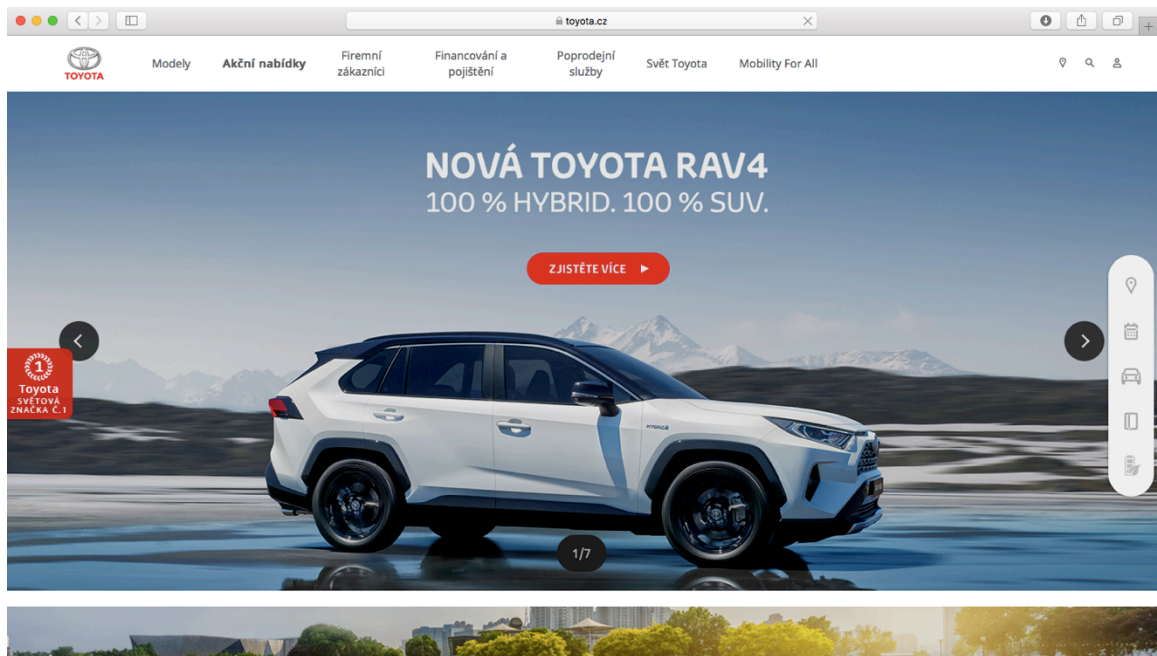 toyota.cz
TOYOTA
Modely
Akční nabídky
Firemní
zákazníci
Financování a
pojištění
Poprodejní
služby
Svět Toyota
Mobility For All
NOVÁ TOYOTA RAV4
100 % HYBRID. 100 % SUV.
ZJISTĚTE VÍCE
1
Toyota
SVĚTOVÁ
ZNAČKA Č.1
HYBRID
1/7